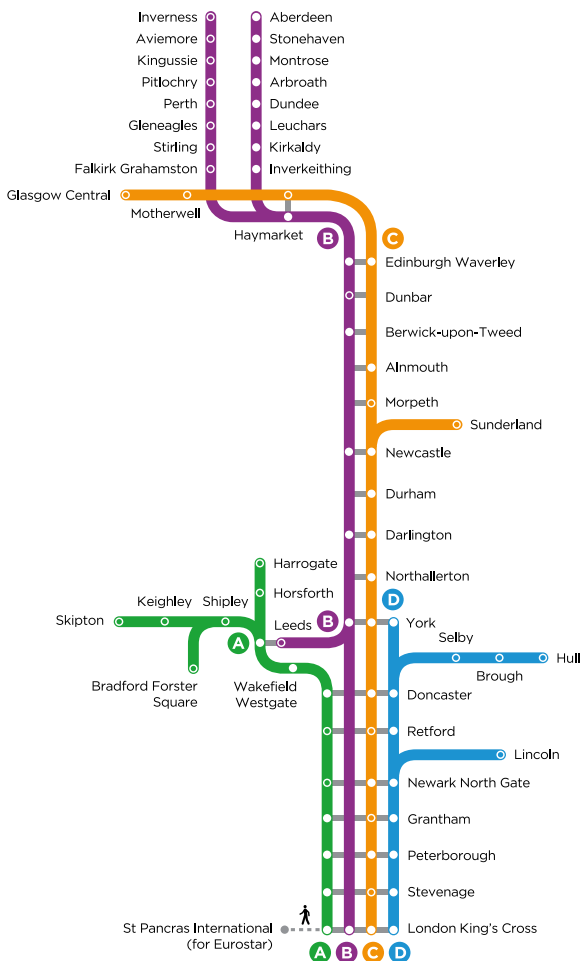 Inverness
Aberdeen
Aviemore
Stonehaven
Kingussie
Montrose
Pitlochry
Arbroath
Perth
Dundee
Gleneagles
Leuchars
Stirling
Kirkaldy
Falkirk Grahamston
Inverkeithing
Glasgow Central
Motherwell
Haymarket
B
C
Edinburgh Waverley
Dunbar
Berwick-upon-Tweed
Alnmouth
Morpeth
Sunderland
Newcastle
Durham
Darlington
Harrogate
Northallerton
Horsforth
D
Keighley
Shipley
Skipton
Leeds
B
York
A
Selby
Hull
Bradford Forster
Square
Wakefield
Westgate
Brough
Doncaster
Retford
Lincoln
Newark North Gate
Grantham
Peterborough
Stevenage
St Pancras International
(for Eurostar)
London King's Cross
A
B
C
D